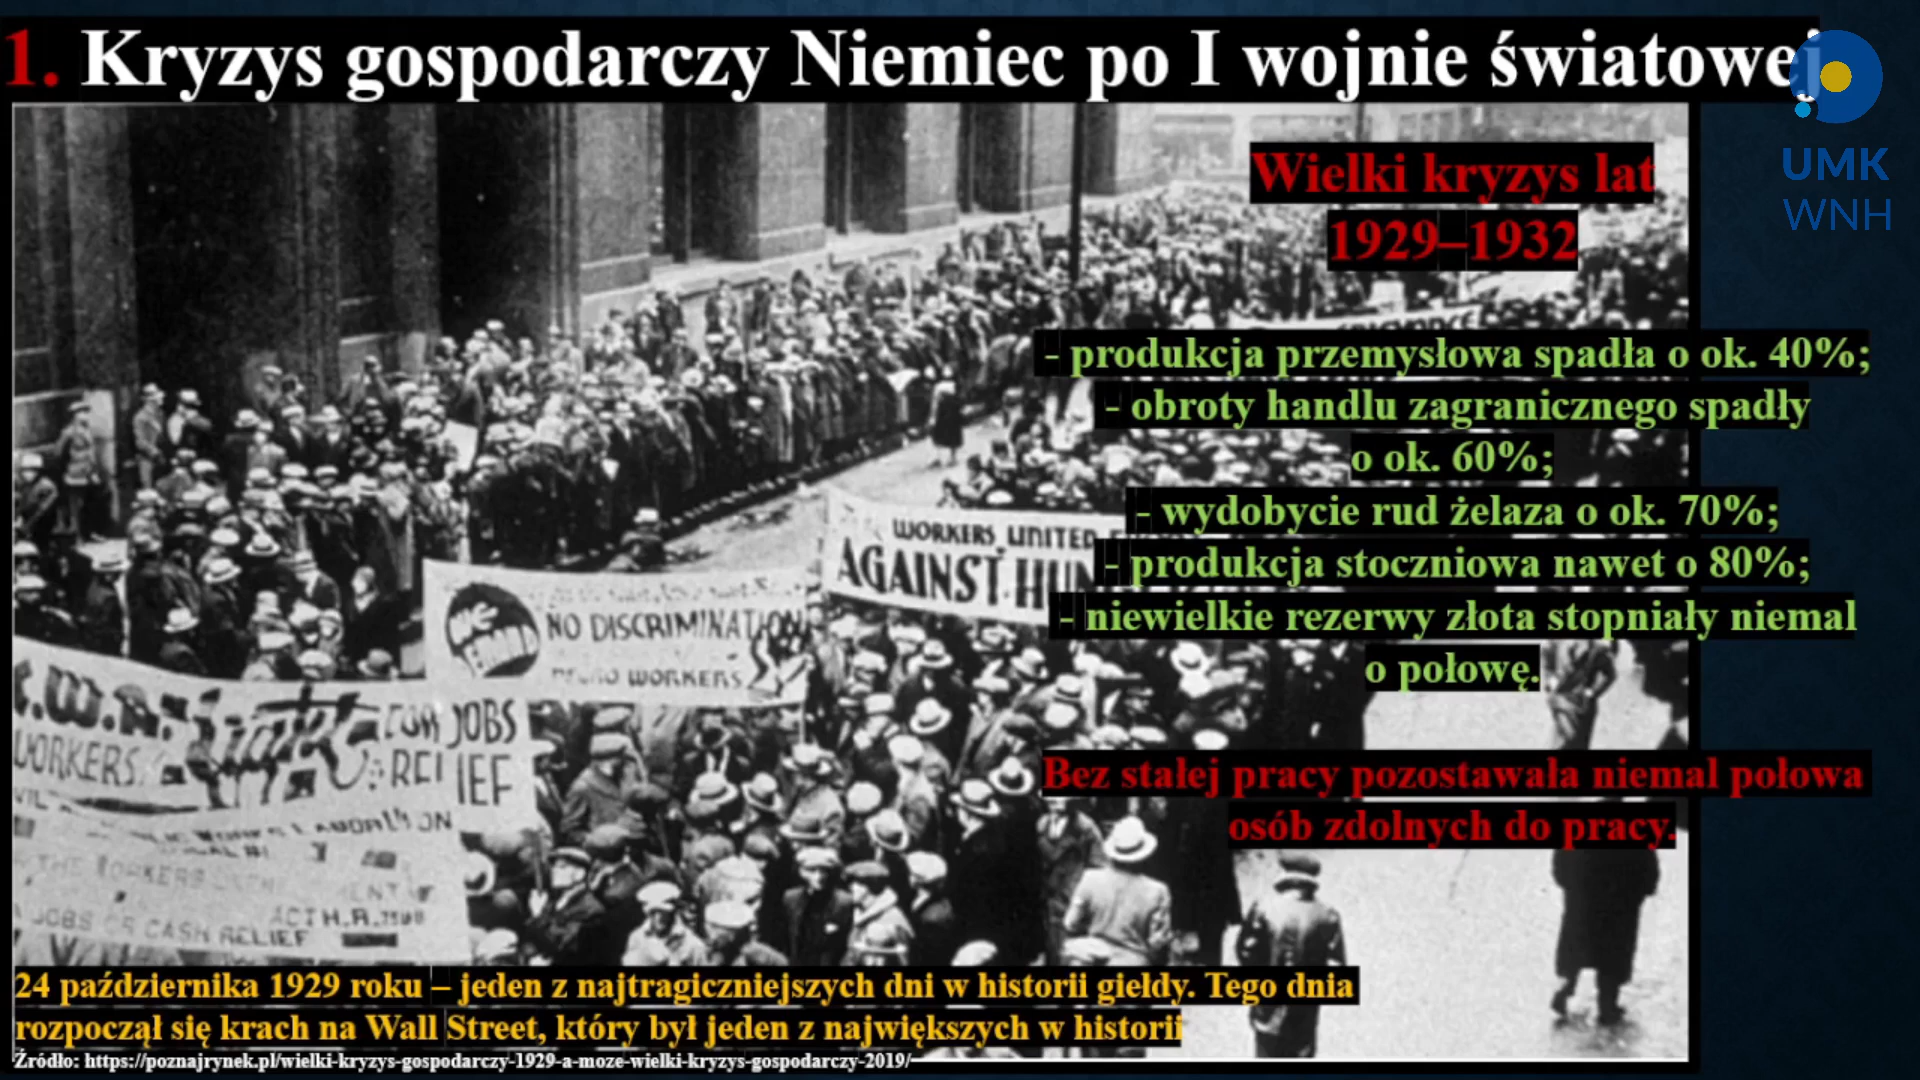 1. Kryzys gospodarczy Niemiec po I wojnie światowej
UMK
WNH
Wielki kryzys lat
1929–1932
- produkcja przemysłowa spadła o ok. 40%;
- obroty handlu zagranicznego spadły
o ok. 60%;
- wydobycie rud żelaza o ok. 70%;
- produkcja stoczniowa nawet o 80%;
- niewielkie rezerwy złota stopniały niemal
o połowę.
Bez stałej pracy pozostawała niemal połowa
osób zdolnych do pracy.
WORKERS UNITED
AGAINST
NO DISCRIMINATION
WORKERS
FOR JOBS
WORKERS
RELIEF
THE WORKERS
ACT H.R.
JOBS OR CASH RELIEF
24 października 1929 roku – jeden z najtragiczniejszych dni w historii giełdy. Tego dnia
rozpoczął się krach na Wall Street, który był jeden z największych w historii
Źródło: https://poznajrynek.pl/wielki-kryzys-gospodarczy-1929-a-moze-wielki-kryzys-gospodarczy-2019/